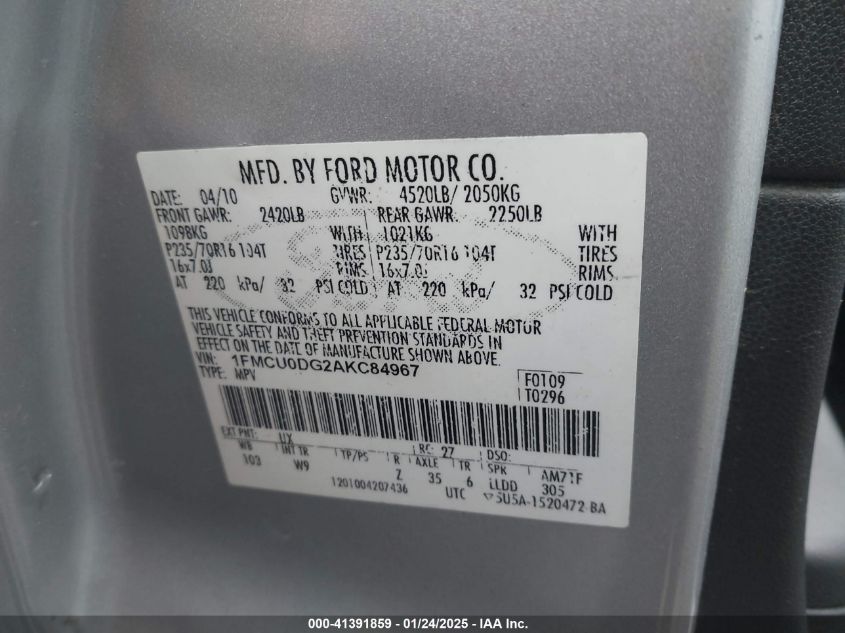 MFD. BY FORD MOTOR CO.
DATE: 04/10 GVWR: 4520LB/ 2050KG
FRONT GAWR: 2420LB REAR GAWR: 2250LB
1098KG WITH 1021KG WITH
P235/70R16 104T TIRES P235/70R16 104T TIRES
16x7.0J RIMS 16x7.0J RIMS
AT 220 kPa/ 32 PSI COLD AT 220 kPa/ 32 PSI COLD
THIS VEHICLE CONFORMS TO ALL APPLICABLE FEDERAL MOTOR
VEHICLE SAFETY AND THEFT PREVENTION STANDARDS IN
EFFECT ON THE DATE OF MANUFACTURE SHOWN ABOVE.
VIN: 1FMCU0DG2AKC84967
TYPE: MPV
F0109
T0296
EXT PNT: UX RC: 27 DSO:
WB INT TR TP/PS R AXLE TR SPK AM71F
103 W9 Z 35 6 LLDD 305
1201004207436 UTC ▽5U5A-1520472-BA
000-41391859 / 01/24/2025 - IAA Inc.